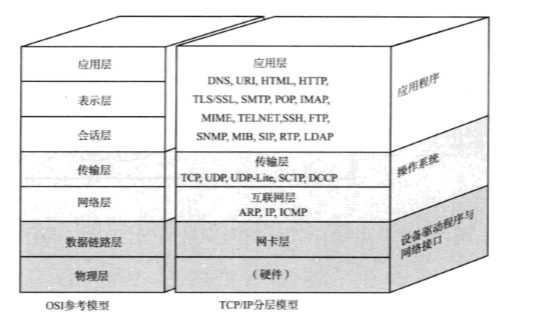 应用层
表示层
会话层
传输层
网络层
数据链路层
物理层
OSI参考模型
应用层
DNS, URI, HTML, HTTP,
TLS/SSL, SMTP, POP, IMAP,
MIME, TELNET,SSH, FTP,
SNMP, MIB, SIP, RTP, LDAP
传输层
TCP, UDP, UDP-Lite, SCTP, DCCP
互联网层
ARP, IP, ICMP
网卡层
（硬件）
TCP/IP分层模型
应用程序
操作系统
设备驱动程序与
网络接口